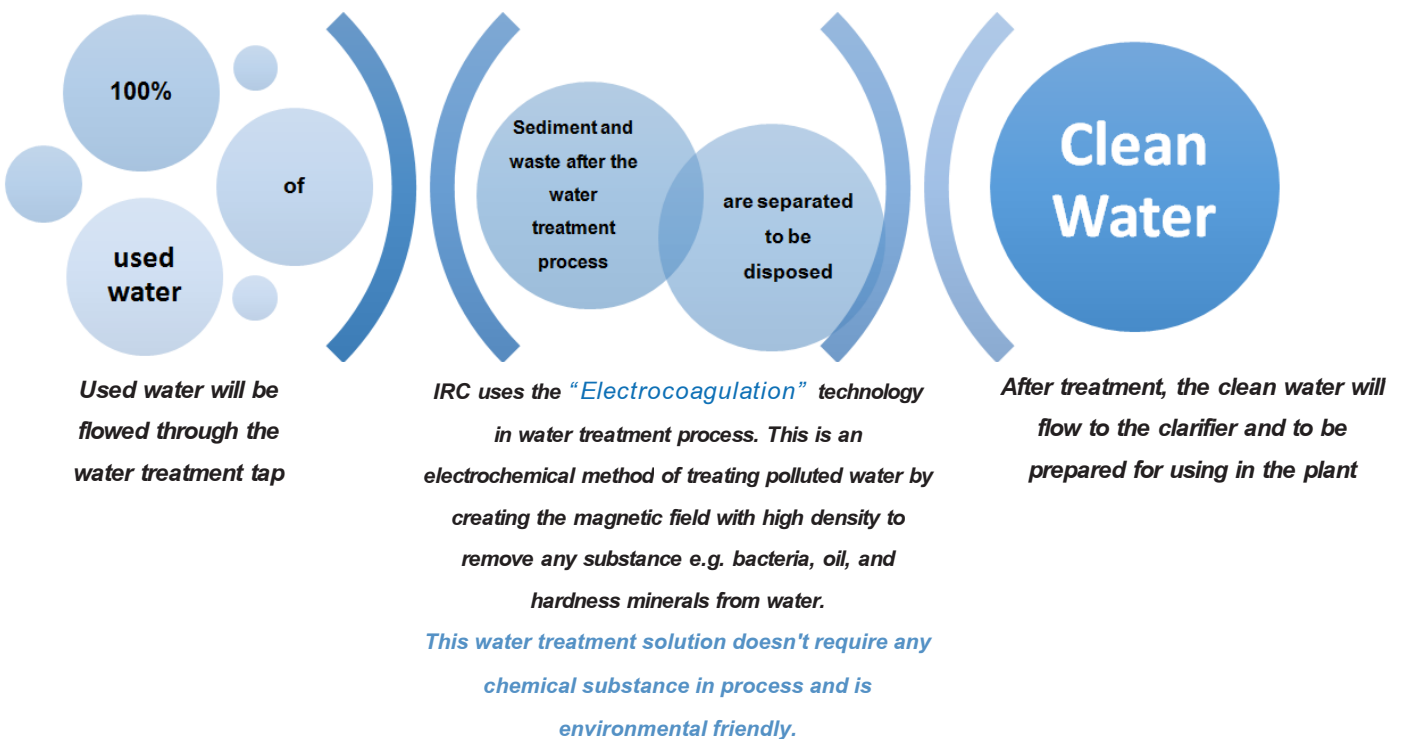 100%
of
used
water
Used water will be
flowed through the
water treatment tap
Sediment and
waste after the
water
treatment
process
are separated
to be
disposed
IRC uses the “Electrocoagulation” technology
in water treatment process. This is an
electrochemical method of treating polluted water by
creating the magnetic field with high density to
remove any substance e.g. bacteria, oil, and
hardness minerals from water.
This water treatment solution doesn't require any
chemical substance in process and is
environmental friendly.
Clean
Water
After treatment, the clean water will
flow to the clarifier and to be
prepared for using in the plant